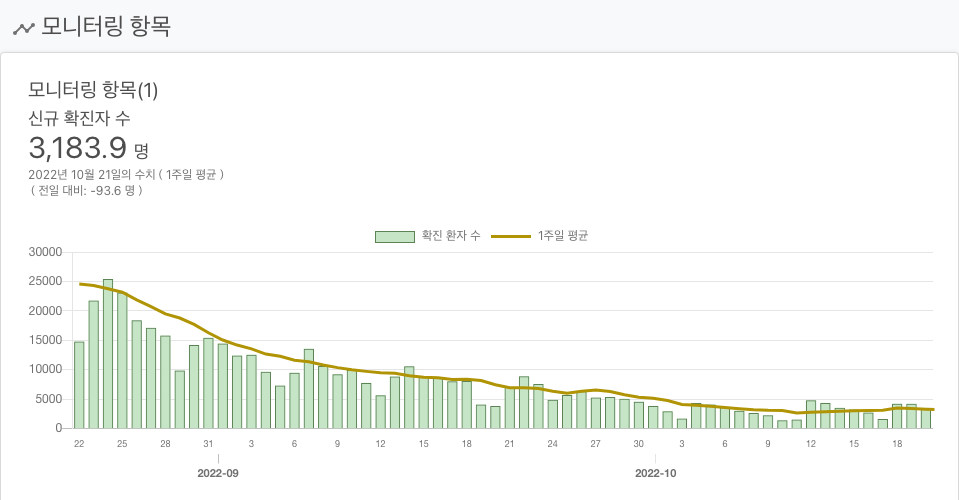 모니터링 항목
모니터링 항목(1)
신규 확진자 수
3,183.9 명
2022년 10월 21일의 수치 ( 1주일 평균 )
( 전일 대비: -93.6 명 )
확진 환자 수 1주일 평균
30000
25000
20000
15000
10000
5000
0
22 25 28 31 3 6 9 12 15 18 21 24 27 30 3 6 9 12 15 18
2022-09 2022-10